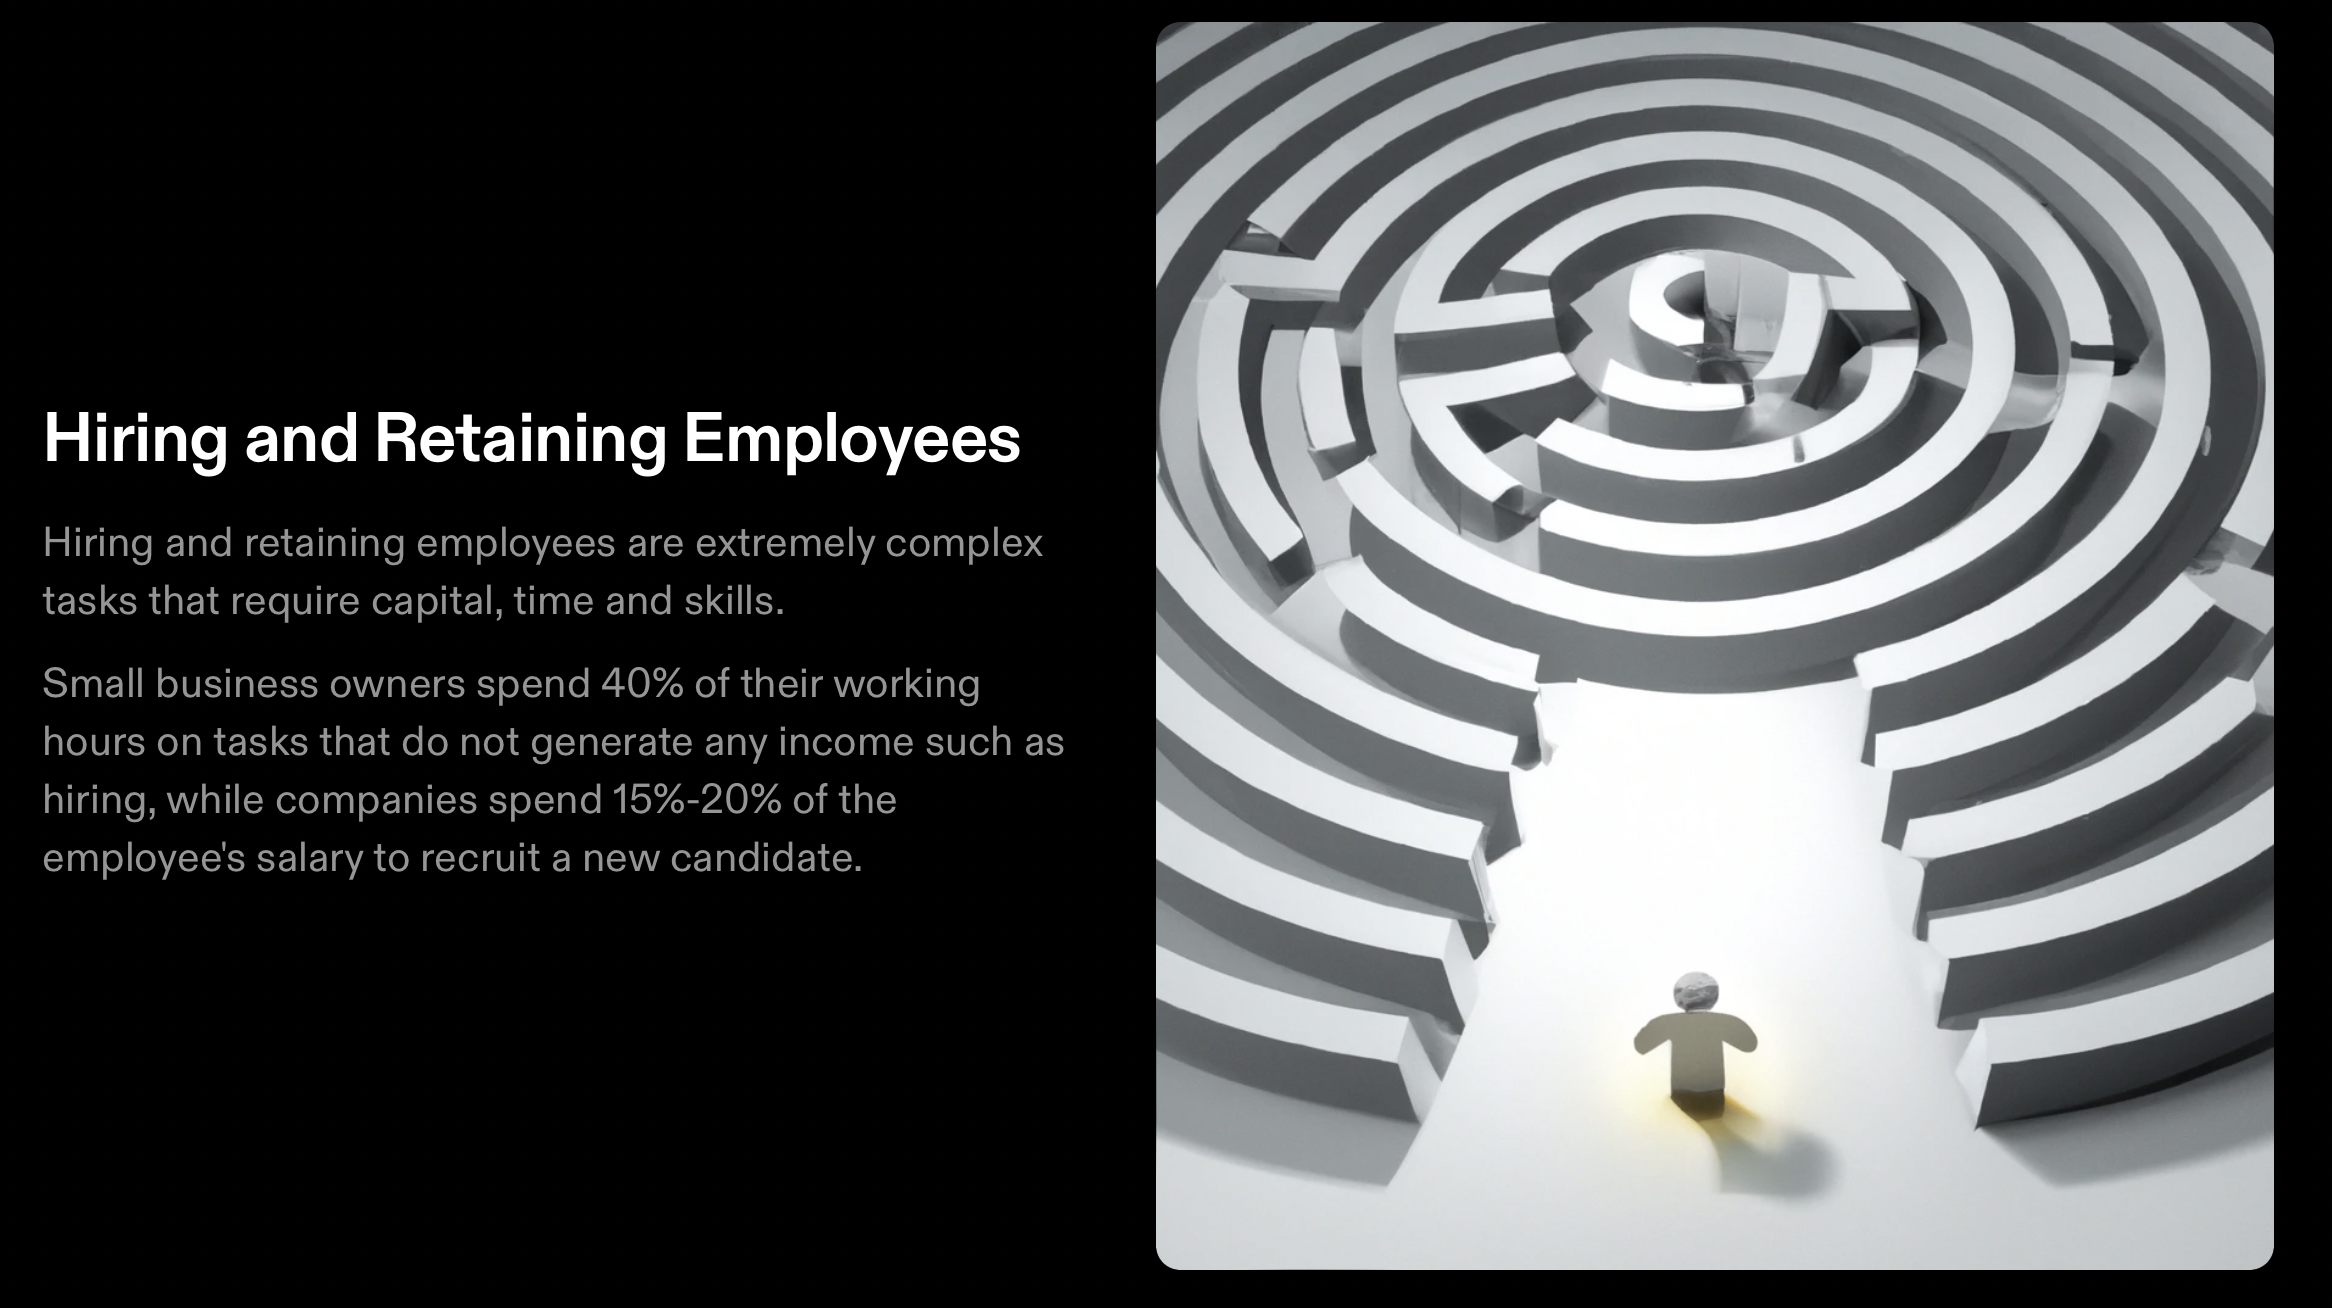 Hiring and Retaining Employees
Hiring and retaining employees are extremely complex
tasks that require capital, time and skills.
Small business owners spend 40% of their working
hours on tasks that do not generate any income such as
hiring, while companies spend 15%-20% of the
employee's salary to recruit a new candidate.